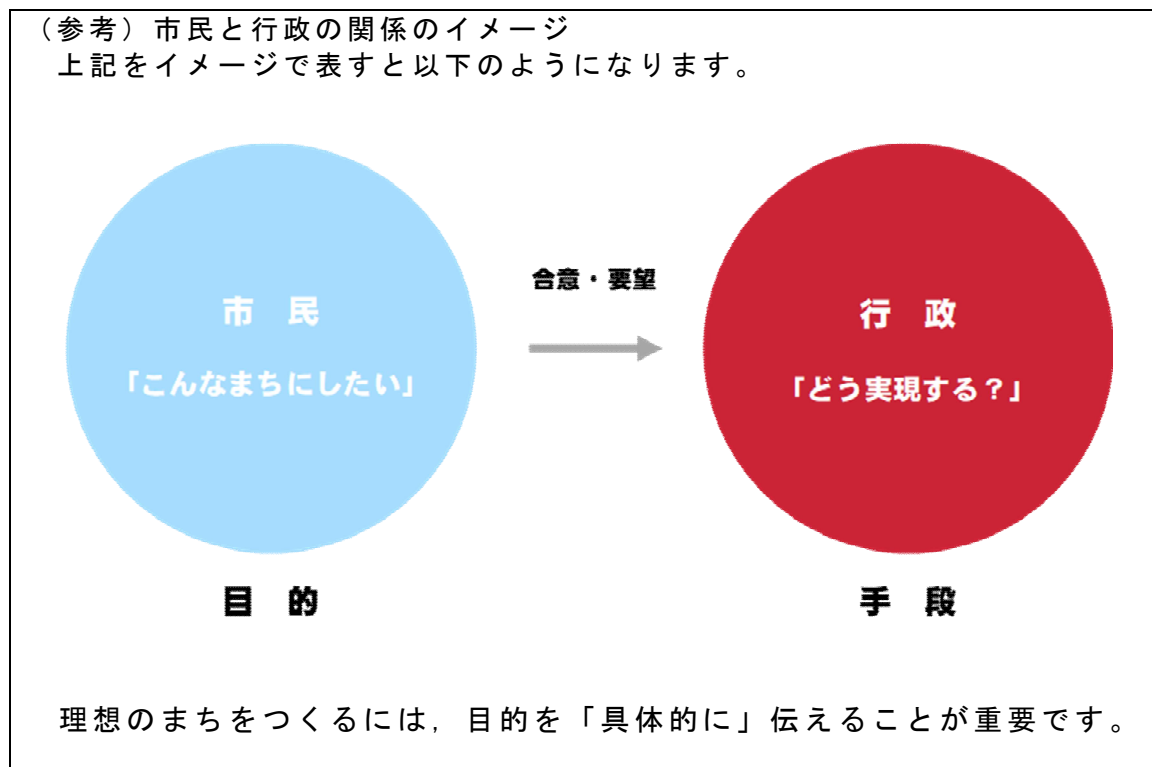 （参考）市民と行政の関係のイメージ
上記をイメージで表すと以下のようになります。
合意・要望
市　民
行　政
「こんなまちにしたい」
「どう実現する？」
目　的
手　段
理想のまちをつくるには，目的を「具体的に」伝えることが重要です。